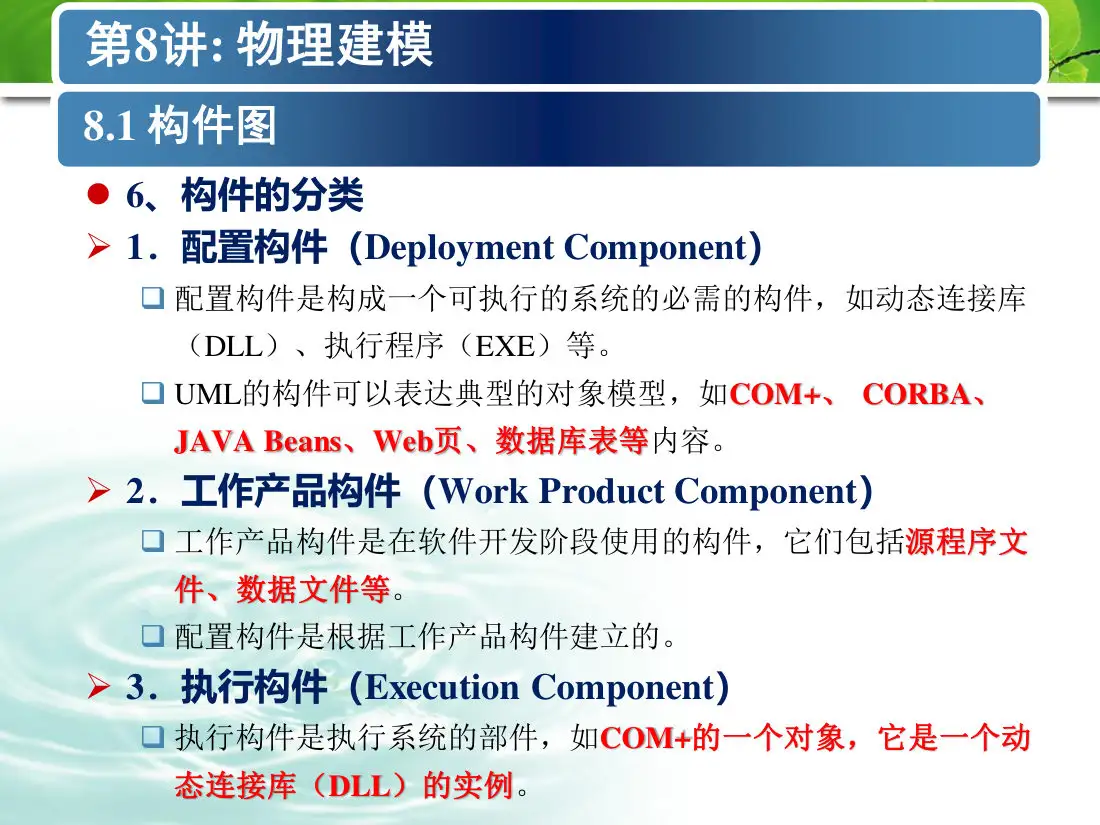 第8讲: 物理建模
8.1 构件图
6、构件的分类
1．配置构件（Deployment Component）
配置构件是构成一个可执行的系统的必需的构件，如动态连接库
（DLL）、执行程序（EXE）等。
UML的构件可以表达典型的对象模型，如COM+、 CORBA、
JAVA Beans、Web页、数据库表等内容。
2．工作产品构件（Work Product Component）
工作产品构件是在软件开发阶段使用的构件，它们包括源程序文
件、数据文件等。
配置构件是根据工作产品构件建立的。
3．执行构件（Execution Component）
执行构件是执行系统的部件，如COM+的一个对象，它是一个动
态连接库（DLL）的实例。